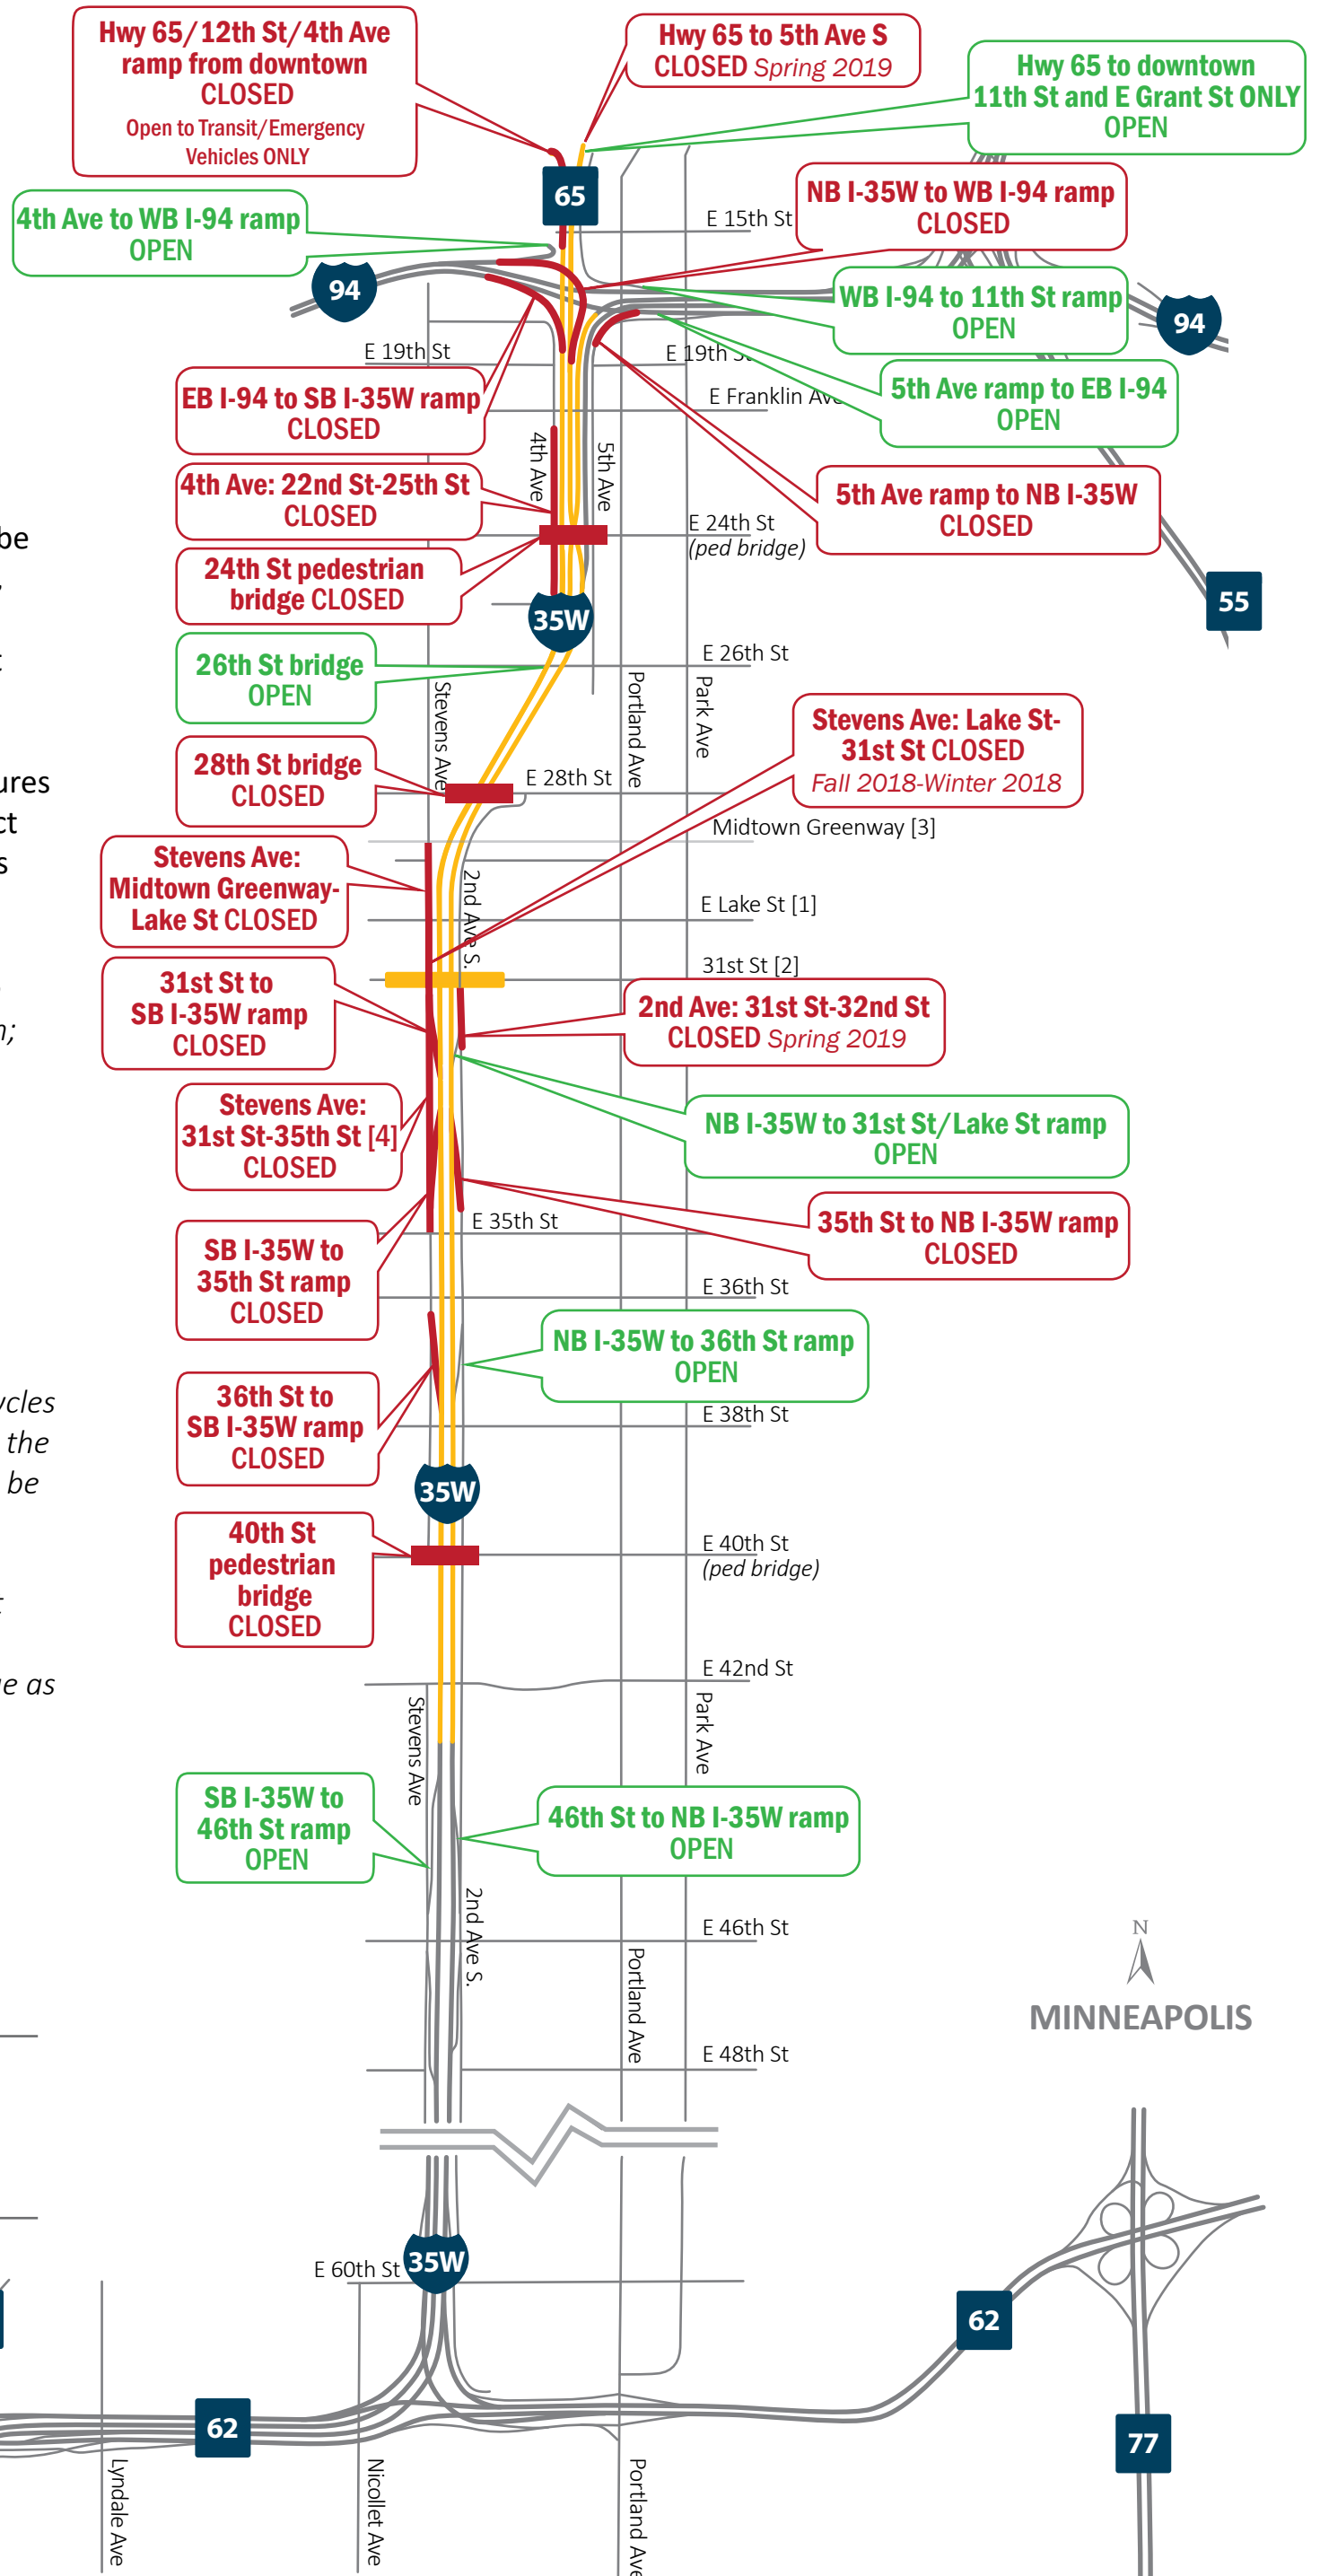 Hwy 65/12th St/4th Ave
ramp from downtown
CLOSED
Open to Transit/Emergency
Vehicles ONLY
Hwy 65 to 5th Ave S
CLOSED Spring 2019
Hwy 65 to downtown
11th St and E Grant St ONLY
OPEN
65
NB I-35W to WB I-94 ramp
CLOSED
4th Ave to WB I-94 ramp
OPEN
E 15th St
94
WB I-94 to 11th St ramp
OPEN
94
E 19th St
E 19th St
EB I-94 to SB I-35W ramp
CLOSED
E Franklin Ave
5th Ave ramp to EB I-94
OPEN
4th Ave
5th Ave
4th Ave: 22nd St-25th St
CLOSED
5th Ave ramp to NB I-35W
CLOSED
E 24th St
(ped bridge)
be
24th St pedestrian
bridge CLOSED
35W
55
26th St bridge
OPEN
E 26th St
Stevens Ave
Portland Ave
Park Ave
Stevens Ave: Lake St-
31st St CLOSED
Fall 2018-Winter 2018
28th St bridge
CLOSED
E 28th St
ures
ct
s
Midtown Greenway [3]
Stevens Ave:
Midtown Greenway-
Lake St CLOSED
2nd Ave S.
E Lake St [1]
31st St [2]
31st St to
SB I-35W ramp
CLOSED
n;
2nd Ave: 31st St-32nd St
CLOSED Spring 2019
Stevens Ave:
31st St-35th St [4]
CLOSED
NB I-35W to 31st St/Lake St ramp
OPEN
E 35th St
35th St to NB I-35W ramp
CLOSED
SB I-35W to
35th St ramp
CLOSED
E 36th St
NB I-35W to 36th St ramp
OPEN
36th St to
SB I-35W ramp
CLOSED
ycles
the
be
E 38th St
35W
40th St
pedestrian
bridge
CLOSED
E 40th St
(ped bridge)
t
E 42nd St
e as
Stevens Ave
Park Ave
SB I-35W to
46th St ramp
OPEN
46th St to NB I-35W ramp
OPEN
2nd Ave S.
E 46th St
Portland Ave
N
MINNEAPOLIS
E 48th St
E 60th St
35W
62
62
77
Lyndale Ave
Nicollet Ave
Portland Ave